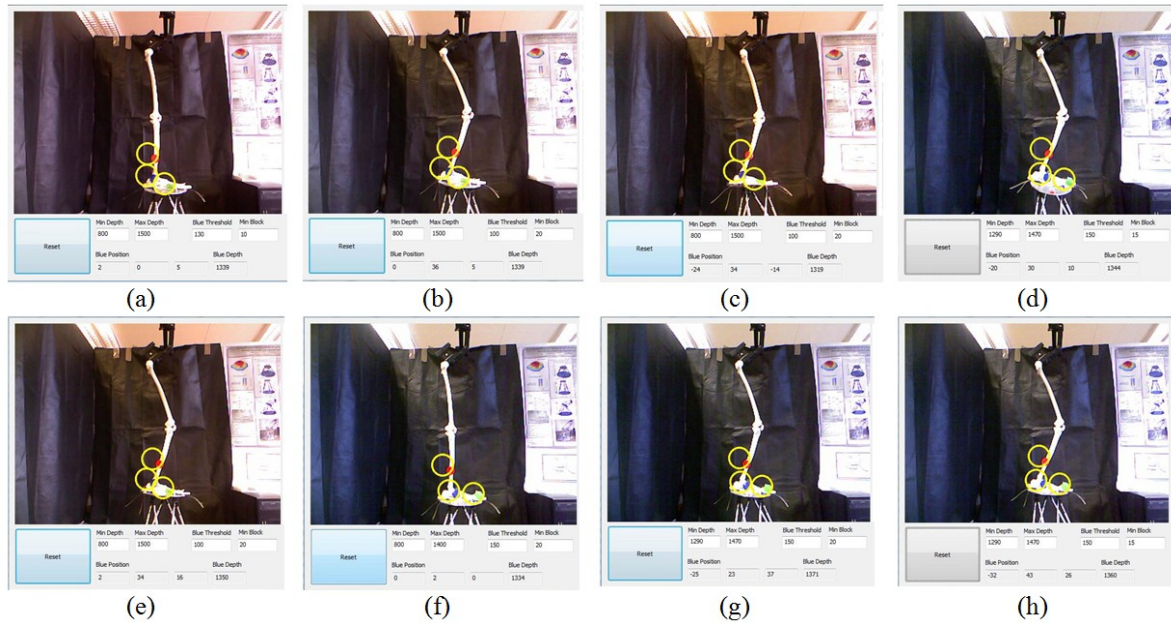 Min Depth Max Depth Blue Threshold Min Block
800 1500 130 10
Reset
Blue Position Blue Depth
2 0 5 1339
(a)
Min Depth Max Depth Blue Threshold Min Block
800 1500 100 20
Reset
Blue Position Blue Depth
0 36 5 1339
(b)
Min Depth Max Depth Blue Threshold Min Block
800 1500 100 20
Reset
Blue Position Blue Depth
-24 34 -14 1319
(c)
Min Depth Max Depth Blue Threshold Min Block
1290 1470 150 15
Reset
Blue Position Blue Depth
-20 30 10 1344
(d)
Min Depth Max Depth Blue Threshold Min Block
800 1500 100 20
Reset
Blue Position Blue Depth
2 34 16 1350
(e)
Min Depth Max Depth Blue Threshold Min Block
800 1400 150 20
Reset
Blue Position Blue Depth
0 2 0 1334
(f)
Min Depth Max Depth Blue Threshold Min Block
1290 1470 150 20
Reset
Blue Position Blue Depth
-25 23 37 1371
(g)
Min Depth Max Depth Blue Threshold Min Block
1290 1470 150 15
Reset
Blue Position Blue Depth
-32 43 26 1360
(h)